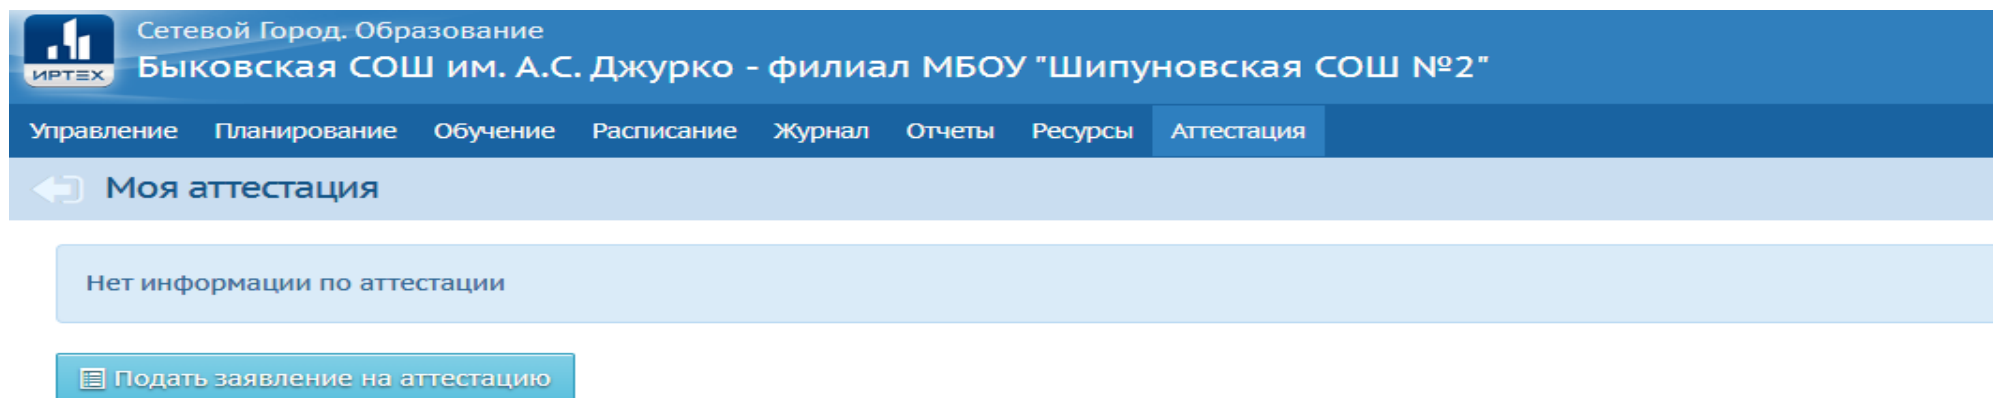 Сетевой Город. Образование
ИРТЕХ
Быковская СОШ им. А.С. Джурко - филиал МБОУ "Шипуновская СОШ №2"
Управление Планирование Обучение Расписание Журнал Отчеты Ресурсы Аттестация
Моя аттестация
Нет информации по аттестации
Подать заявление на аттестацию